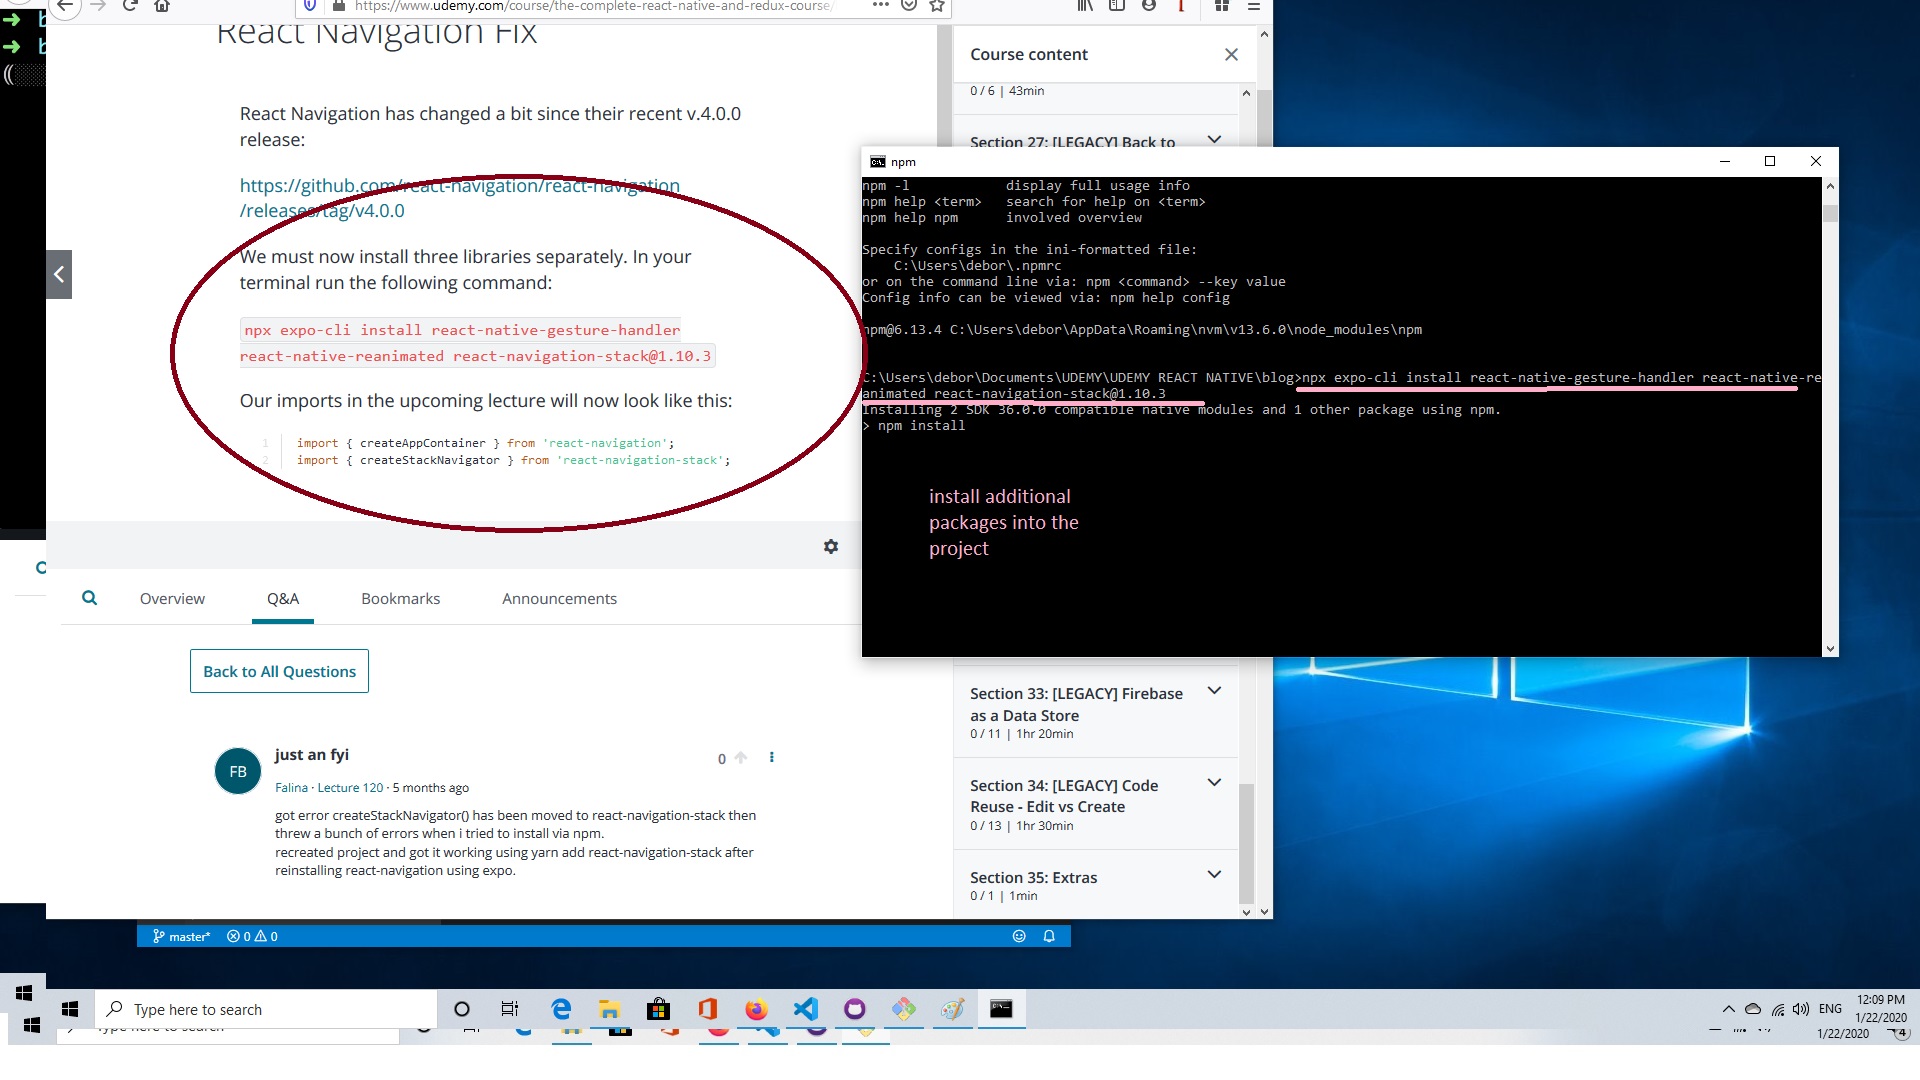 https://www.udemy.com/course/the-complete-react-native-and-redux-course/
React Navigation Fix
React Navigation has changed a bit since their recent v.4.0.0
release:
https://github.com/react-navigation/react-navigation
/releases/tag/v4.0.0
We must now install three libraries separately. In your
terminal run the following command:
npx expo-cli install react-native-gesture-handler
react-native-reanimated react-navigation-stack@1.10.3
Our imports in the upcoming lecture will now look like this:
1 import { createAppContainer } from 'react-navigation';
2 import { createStackNavigator } from 'react-navigation-stack';
Overview
Q&A
Bookmarks
Announcements
Back to All Questions
FB
just an fyi
0
Falina · Lecture 120 · 5 months ago
got error createStackNavigator() has been moved to react-navigation-stack then
threw a bunch of errors when i tried to install via npm.
recreated project and got it working using yarn add react-navigation-stack after
reinstalling react-navigation using expo.
Course content
0 / 6 | 43min
Section 27: [LEGACY] Back to
npm
npm -l display full usage info
npm help <term> search for help on <term>
npm help npm involved overview
Specify configs in the ini-formatted file:
C:\Users\debor\.npmrc
or on the command line via: npm <command> --key value
Config info can be viewed via: npm help config
npm@6.13.4 C:\Users\debor\AppData\Roaming\nvm\v13.6.0\node_modules\npm
C:\Users\debor\Documents\UDEMY\UDEMY REACT NATIVE\blog>npx expo-cli install react-native-gesture-handler react-native-re
animated react-navigation-stack@1.10.3
Installing 2 SDK 36.0.0 compatible native modules and 1 other package using npm.
> npm install
install additional
packages into the
project
Section 33: [LEGACY] Firebase
as a Data Store
0 / 11 | 1hr 20min
Section 34: [LEGACY] Code
Reuse - Edit vs Create
0 / 13 | 1hr 30min
Section 35: Extras
0 / 1 | 1min
master* 0 0
Type here to search
ENG
12:09 PM
1/22/2020
Type here to search
1/22/2020
4